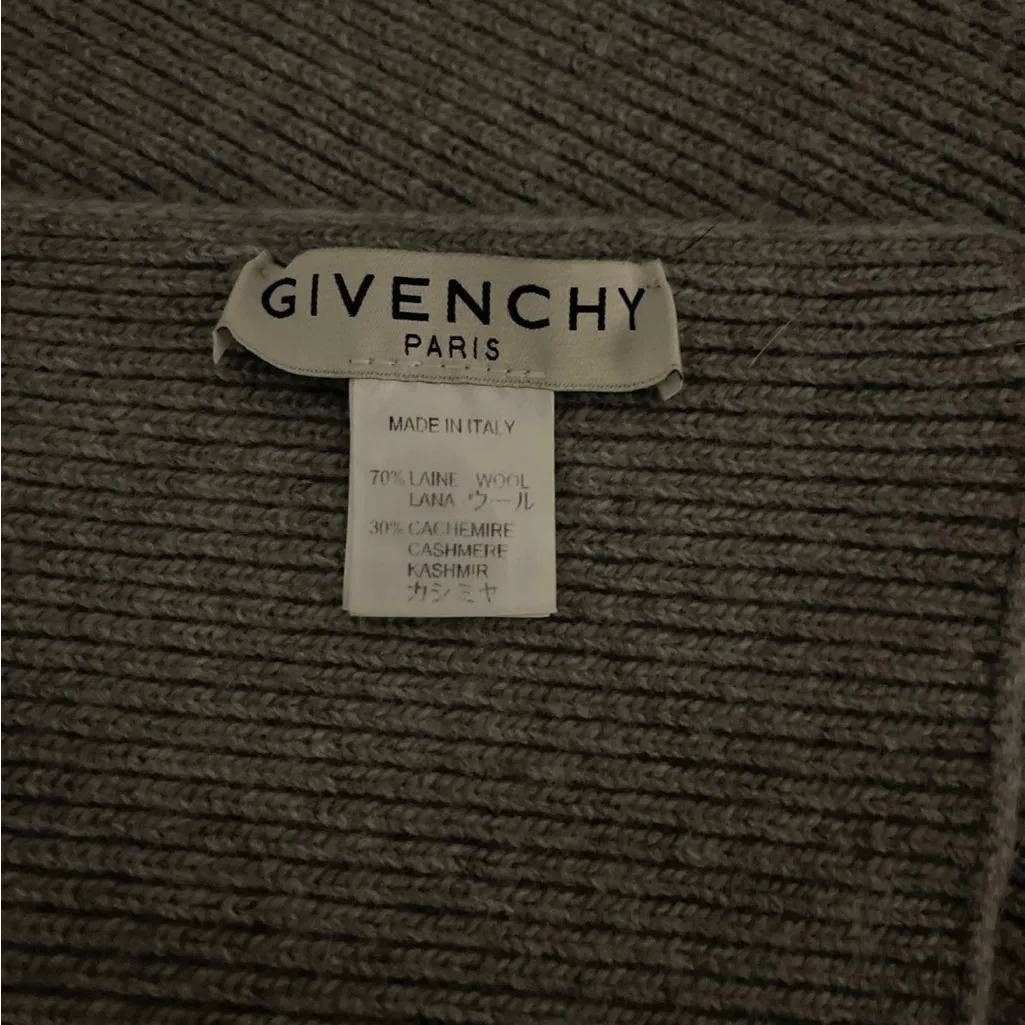 GIVENCHY
PARIS
MADE IN ITALY
70% LAINE WOOL
LANA ウール
30% CACHEMIRE
CASHMERE
KASHMIR
カシミヤ